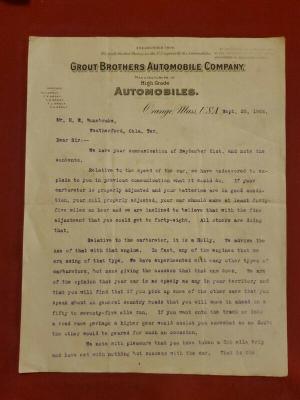 GROUT BROTHERS AUTOMOBILE COMPANY,
MANUFACTURERS OF
High Grade
AUTOMOBILES.
Orange, Mass., USA Sept. 25,
Mr. E. E.
Weatherford, Okla. Ter.
Dear Sir:--
We have your communication of September 21st, and note the
contents.
Relative to the speed of the car, we have endeavored to ex-
plain to you in previous communication what it would do. If your
carburetor is properly adjusted and your batteries are in good condi-
tion, your coil properly adjusted, your car should make at least forty-
five miles an hour and we are inclined to believe that with the fine
adjustment that you could get to forty-eight. All stocks are doing
that.
Relative to the carburetor, it is a Holly. We advise the
use of that with that engine. In fact, any of the engines that we
are using of that type. We have experimented with many other types of
carburetors, but none giving the success that that one does. We are
of the opinion that your car is as speedy as any in your territory and
that you will find that if you pick up some of the other cars that you
speak about on general country roads that you will move it ahead on a
fifty to seventy-five mile run. If you went onto the track or into
a road race perhaps a higher gear would assist you somewhat as no doubt
the other would be geared for such an occasion.
We note with pleasure that you have taken a mile trip
and have met with nothing but success with the car. That is the